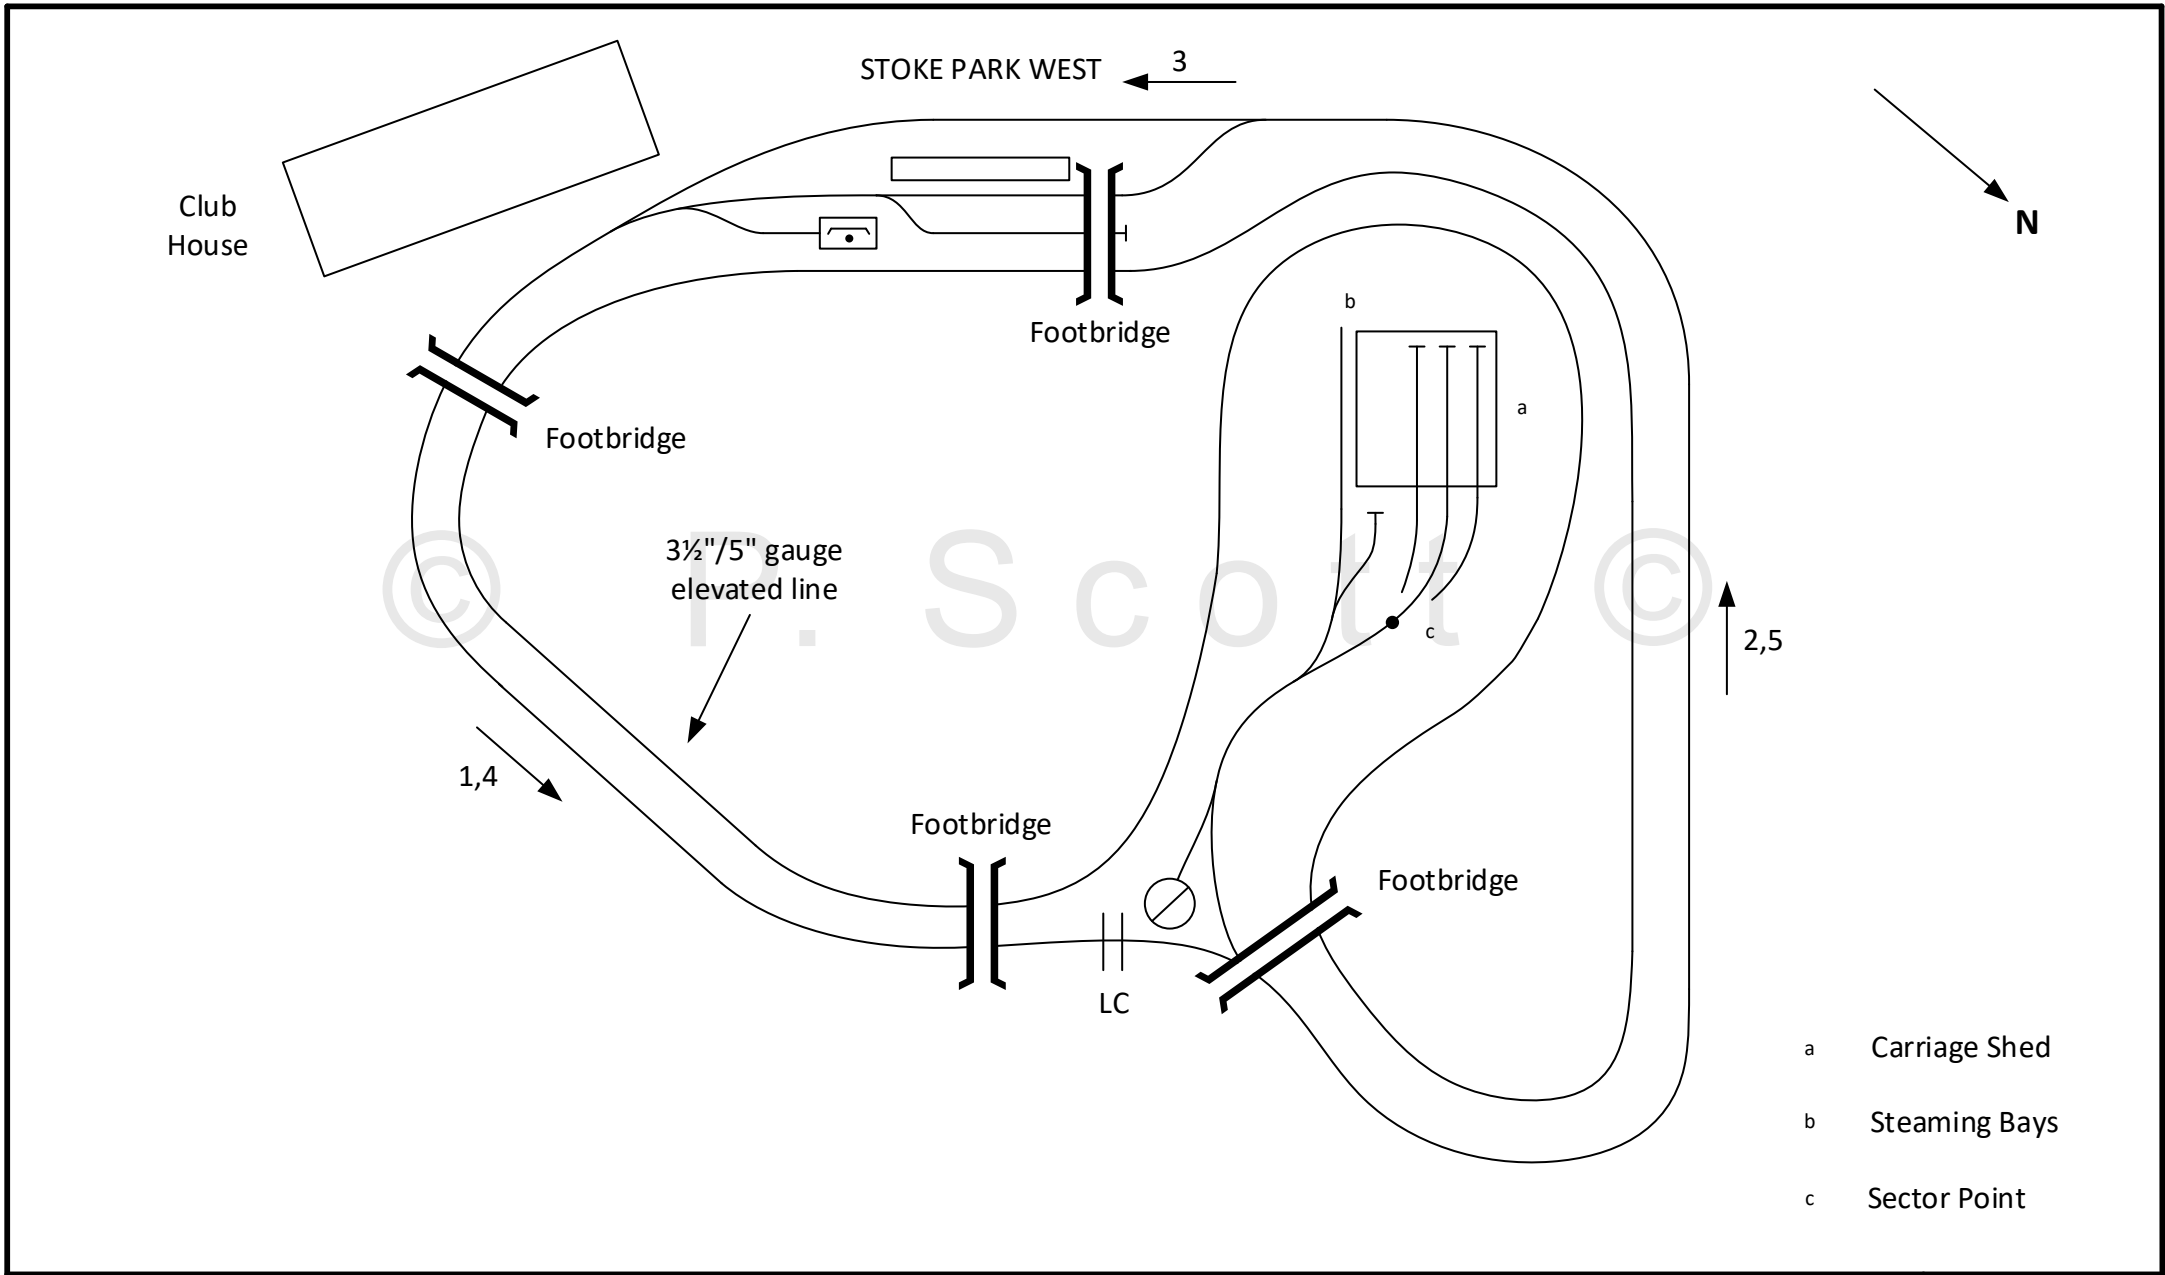 STOKE PARK WEST
3
N
Club
House
Footbridge
b
a
Footbridge
3½"/5" gauge
elevated line
© P. Scott ©
c
2,5
1,4
Footbridge
Footbridge
LC
a Carriage Shed
b Steaming Bays
c Sector Point